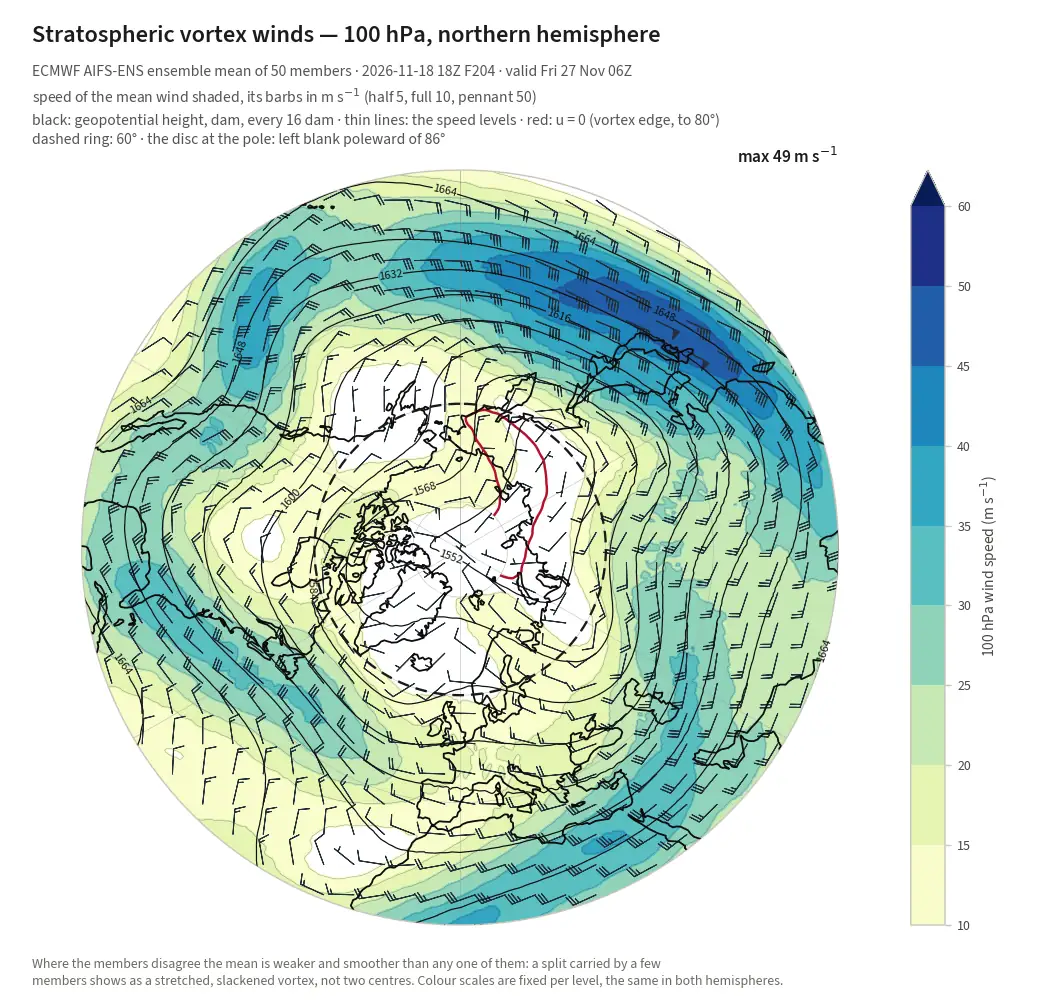 Stratospheric vortex winds — 100 hPa, northern hemisphere
ECMWF AIFS-ENS ensemble mean of 50 members · 2026-11-18 18Z F204 · valid Fri 27 Nov 06Z
speed of the mean wind shaded, its barbs in m s⁻¹ (half 5, full 10, pennant 50)
black: geopotential height, dam, every 16 dam · thin lines: the speed levels · red: u = 0 (vortex edge, to 80°)
dashed ring: 60° · the disc at the pole: left blank poleward of 86°
max 49 m s⁻¹
1664
1664
1632
1648
1616
1648
1664
1568
1600
1552
1664
1664
60
50
45
40
35
30
25
20
15
10
100 hPa wind speed (m s⁻¹)
Where the members disagree the mean is weaker and smoother than any one of them: a split carried by a few
members shows as a stretched, slackened vortex, not two centres. Colour scales are fixed per level, the same in both hemispheres.